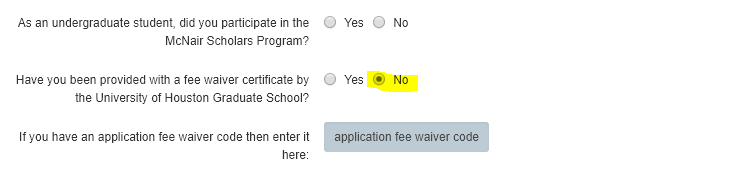 As an undergraduate student, did you participate in the Yes No
McNair Scholars Program?
Have you been provided with a fee waiver certificate by Yes No
the University of Houston Graduate School?
If you have an application fee waiver code then enter it application fee waiver code
here: